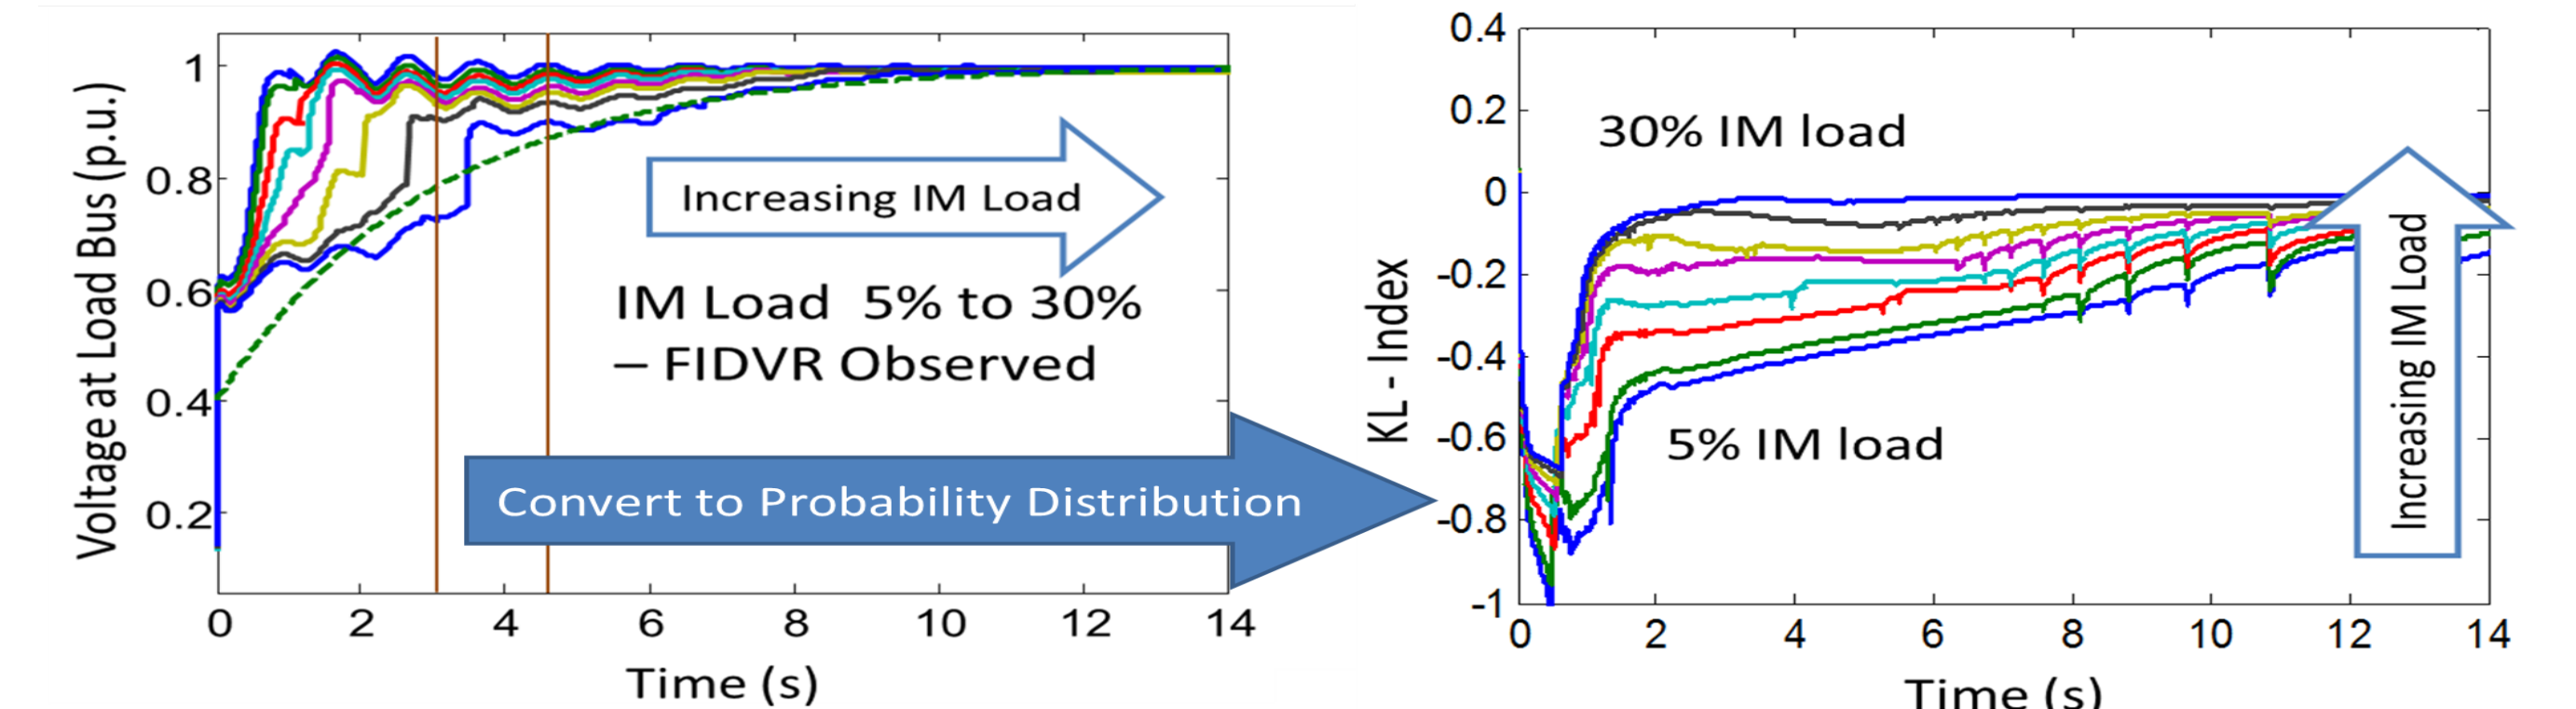 Voltage at Load Bus (p.u.)
1
0.8
0.6
0.4
0.2
0 2 4 6 8 10 12 14
Time (s)
Increasing IM Load
IM Load 5% to 30%
– FIDVR Observed
Convert to Probability Distribution
KL - Index
0.4
0.2
0
-0.2
-0.4
-0.6
-0.8
-1
0 2 4 6 8 10 12 14
Time (s)
30% IM load
5% IM load
Increasing IM Load